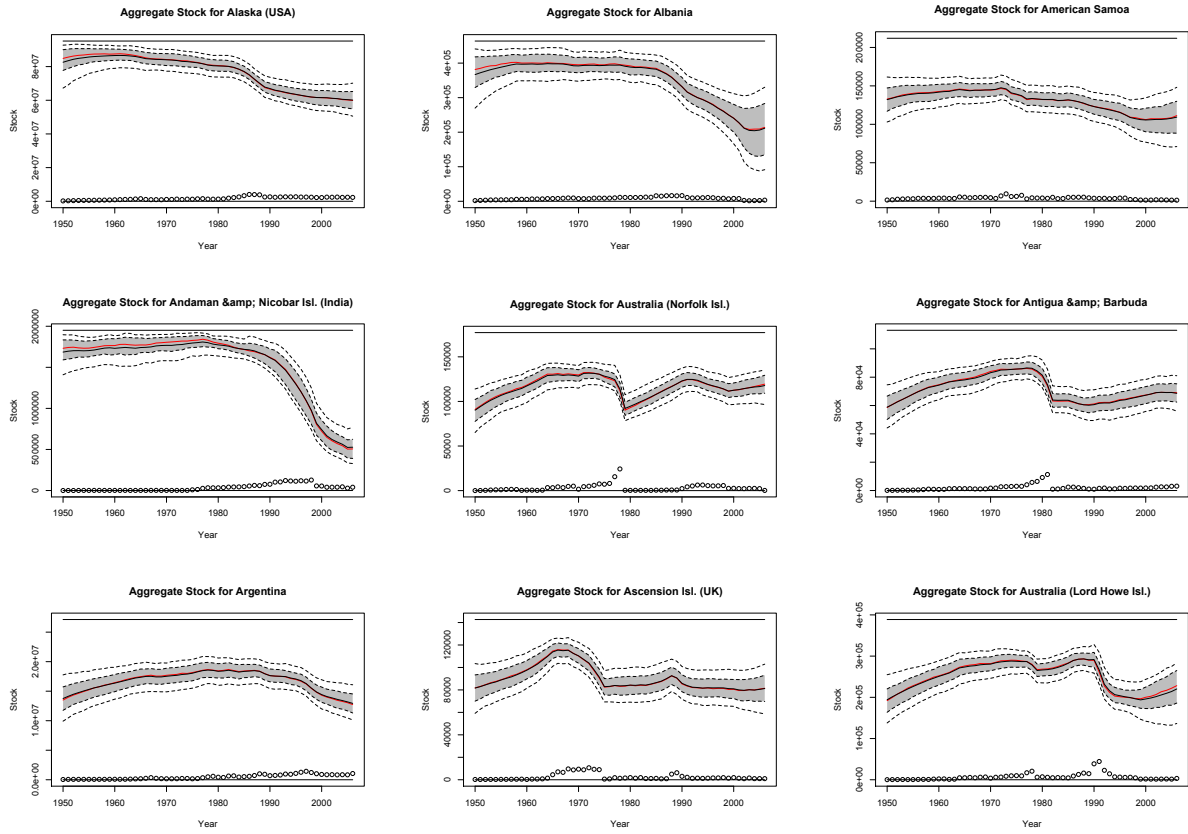 Aggregate Stock for Alaska (USA)
Stock
0e+00 2e+07 4e+07 6e+07 8e+07
1950 1960 1970 1980 1990 2000
Year
Aggregate Stock for Albania
Stock
0e+00 1e+05 2e+05 3e+05 4e+05
1950 1960 1970 1980 1990 2000
Year
Aggregate Stock for American Samoa
Stock
0 50000 100000 150000 200000
1950 1960 1970 1980 1990 2000
Year
Aggregate Stock for Andaman &amp; Nicobar Isl. (India)
Stock
0 500000 1000000 2000000
1950 1960 1970 1980 1990 2000
Year
Aggregate Stock for Australia (Norfolk Isl.)
Stock
0 50000 100000 150000
1950 1960 1970 1980 1990 2000
Year
Aggregate Stock for Antigua &amp; Barbuda
Stock
0e+00 4e+04 8e+04
1950 1960 1970 1980 1990 2000
Year
Aggregate Stock for Argentina
Stock
0.0e+00 1.0e+07 2.0e+07
1950 1960 1970 1980 1990 2000
Year
Aggregate Stock for Ascension Isl. (UK)
Stock
0 40000 80000 120000
1950 1960 1970 1980 1990 2000
Year
Aggregate Stock for Australia (Lord Howe Isl.)
Stock
0e+00 1e+05 2e+05 3e+05 4e+05
1950 1960 1970 1980 1990 2000
Year